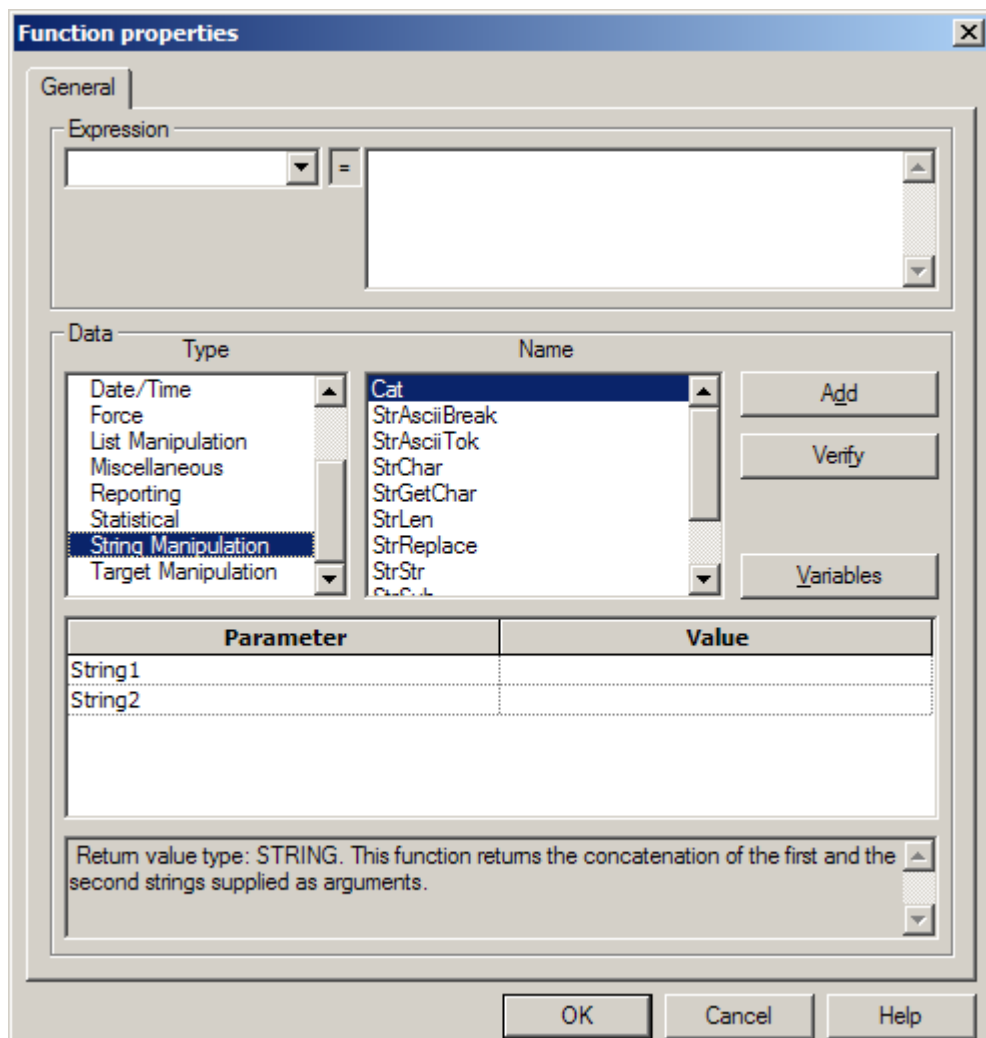 Function properties
General
Expression
=
Data
Type
Name
Date/Time
Force
List Manipulation
Miscellaneous
Reporting
Statistical
String Manipulation
Target Manipulation
Cat
StrAsciiBreak
StrAsciiTok
StrChar
StrGetChar
StrLen
StrReplace
StrStr
Add
Verify
Variables
Parameter Value
String1
String2
Return value type: STRING. This function returns the concatenation of the first and the
second strings supplied as arguments.
OK Cancel Help